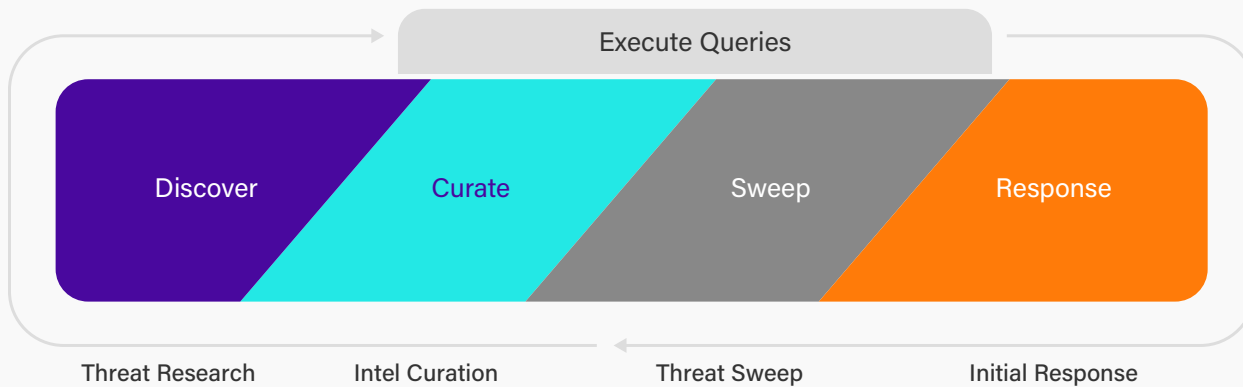 Execute Queries
Discover
Curate
Sweep
Response
Threat Research
Intel Curation
Threat Sweep
Initial Response